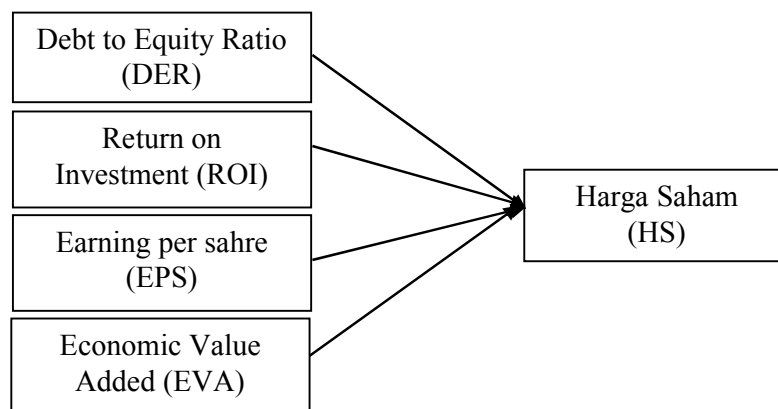 Debt to Equity Ratio
(DER)
Return on
Investment (ROI)
Earning per sahre
(EPS)
Economic Value
Added (EVA)
Harga Saham
(HS)